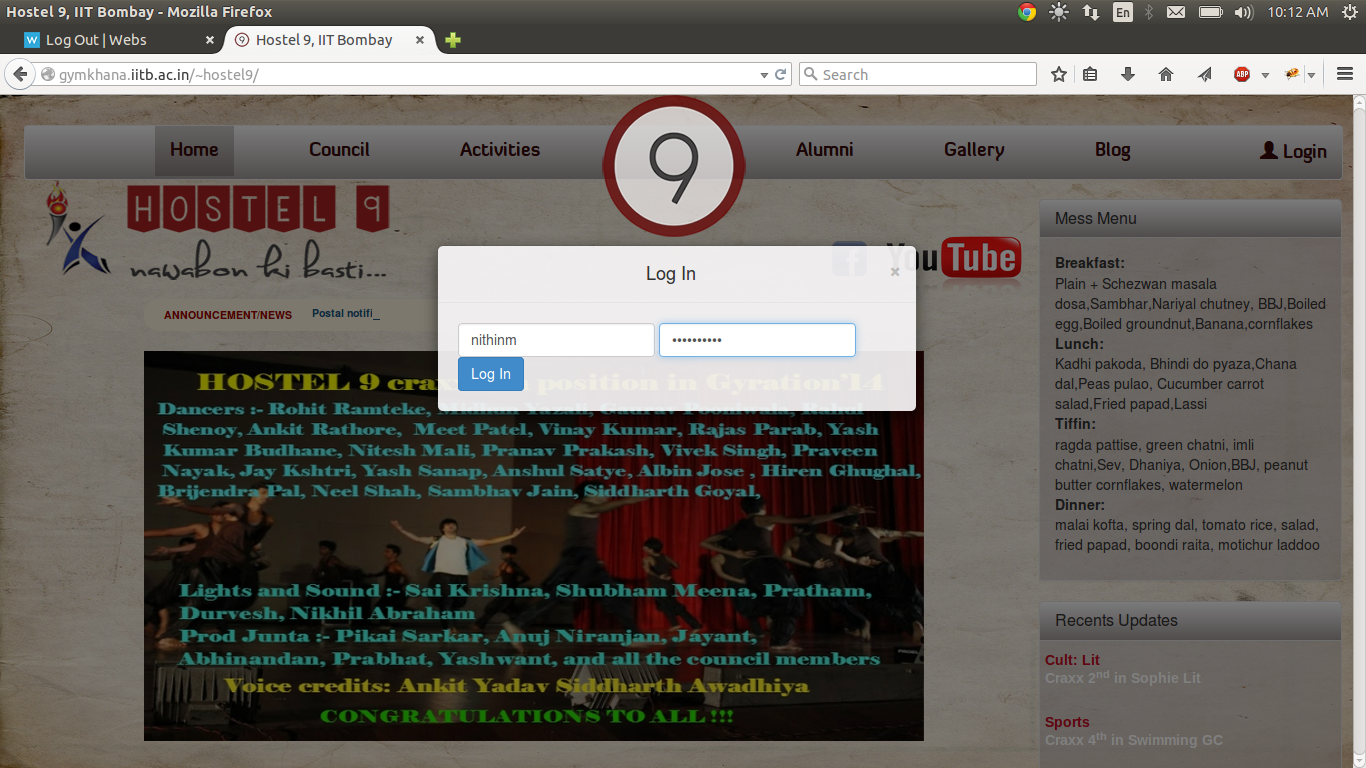 Hostel 9, IIT Bombay - Mozilla Firefox
En
10:12 AM
Log Out | Webs
Hostel 9, IIT Bombay
gymkhana.iitb.ac.in/~hostel9/
Search
ABP
Home
Council
Activities
9
Alumni
Gallery
Blog
Login
HOSTEL 9
nawabon ki basti...
YouTube
ANNOUNCEMENT/NEWS
Postal notifi_
Log In
×
nithinm
••••••••••
Log In
HOSTEL 9 craxx
position in Gyration'14
Dancers :- Rohit Ramteke,
Shenoy, Ankit Rathore, Meet Patel, Vinay Kumar, Rajas Parab, Yash
Kumar Budhane, Nitesh Mali, Pranav Prakash, Vivek Singh, Praveen
Nayak, Jay Kshtri, Yash Sanap, Anshul Satye, Albin Jose , Hiren Ghughal,
Brijendra Pal, Neel Shah, Sambhav Jain, Siddharth Goyal,
Lights and Sound :- Sai Krishna, Shubham Meena, Pratham,
Durvesh, Nikhil Abraham
Prod Junta :- Pikai Sarkar, Anuj Niranjan, Jayant,
Abhinandan, Prabhat, Yashwant, and all the council members
Voice credits: Ankit Yadav Siddharth Awadhiya
CONGRATULATIONS TO ALL !!!
Mess Menu
Breakfast:
Plain + Schezwan masala
dosa,Sambhar,Nariyal chutney, BBJ,Boiled
egg,Boiled groundnut,Banana,cornflakes
Lunch:
Kadhi pakoda, Bhindi do pyaza,Chana
dal,Peas pulao, Cucumber carrot
salad,Fried papad,Lassi
Tiffin:
ragda pattise, green chatni, imli
chatni,Sev, Dhaniya, Onion,BBJ, peanut
butter cornflakes, watermelon
Dinner:
malai kofta, spring dal, tomato rice, salad,
fried papad, boondi raita, motichur laddoo
Recents Updates
Cult: Lit
Craxx 2nd in Sophie Lit
Sports
Craxx 4th in Swimming GC